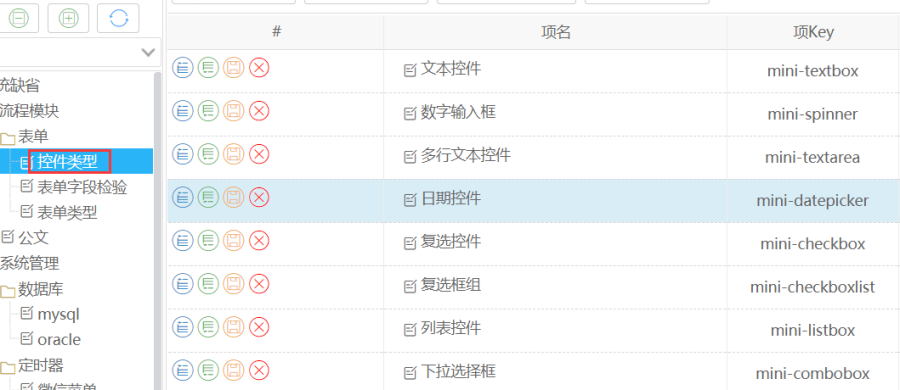 统缺省
流程模块
表单
控件类型
表单字段检验
表单类型
公文
系统管理
数据库
mysql
oracle
定时器
微信菜单
# 项名 项Key
文本控件 mini-textbox
数字输入框 mini-spinner
多行文本控件 mini-textarea
日期控件 mini-datepicker
复选控件 mini-checkbox
复选框组 mini-checkboxlist
列表控件 mini-listbox
下拉选择框 mini-combobox